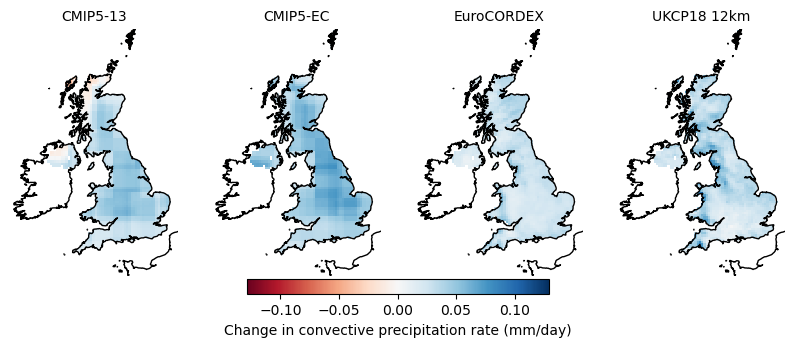 CMIP5-13 CMIP5-EC EuroCORDEX UKCP18 12km
−0.10 −0.05 0.00 0.05 0.10
Change in convective precipitation rate (mm/day)